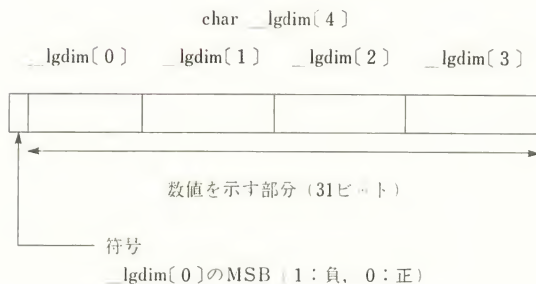 char __lgdim〔4〕
__lgdim〔0〕 __lgdim〔1〕 __lgdim〔2〕 __lgdim〔3〕
数値を示す部分（31ビット）
符号
__lgdim〔0〕のMSB（1：負，0：正）